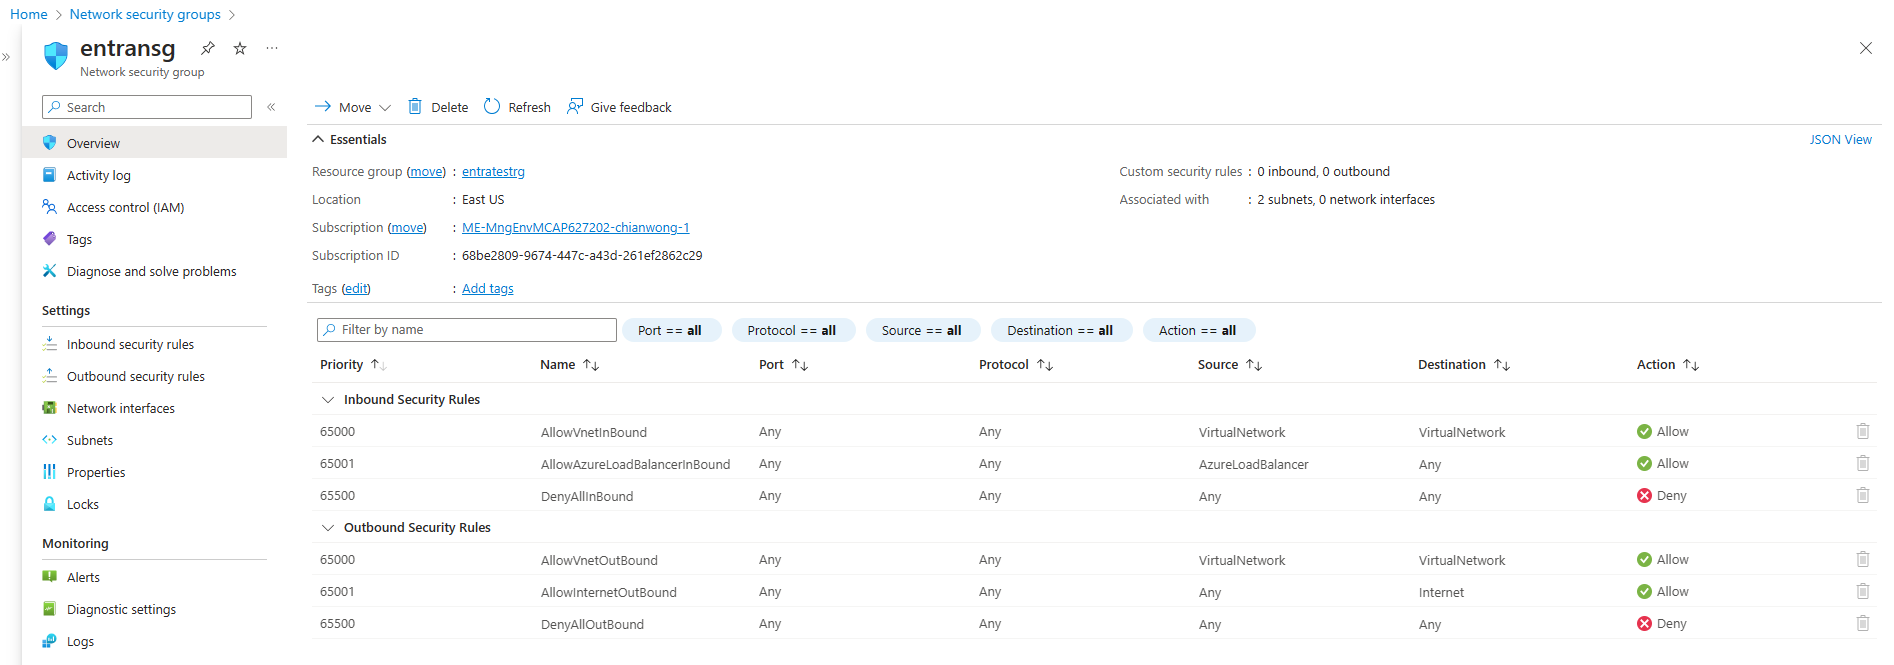 Home > Network security groups >
entransg
Network security group
Search
Overview
Activity log
Access control (IAM)
Tags
Diagnose and solve problems
Settings
Inbound security rules
Outbound security rules
Network interfaces
Subnets
Properties
Locks
Monitoring
Alerts
Diagnostic settings
Logs
Move Delete Refresh Give feedback
Essentials JSON View
Resource group (move) : entratestrg
Location : East US
Subscription (move) : ME-MngEnvMCAP627202-chianwong-1
Subscription ID : 68be2809-9674-447c-a43d-261ef2862c29
Tags (edit) : Add tags
Custom security rules : 0 inbound, 0 outbound
Associated with : 2 subnets, 0 network interfaces
Filter by name Port == all Protocol == all Source == all Destination == all Action == all
Priority Name Port Protocol Source Destination Action
Inbound Security Rules
65000 AllowVnetInBound Any Any VirtualNetwork VirtualNetwork Allow
65001 AllowAzureLoadBalancerInBound Any Any AzureLoadBalancer Any Allow
65500 DenyAllInBound Any Any Any Any Deny
Outbound Security Rules
65000 AllowVnetOutBound Any Any VirtualNetwork VirtualNetwork Allow
65001 AllowInternetOutBound Any Any Any Internet Allow
65500 DenyAllOutBound Any Any Any Any Deny